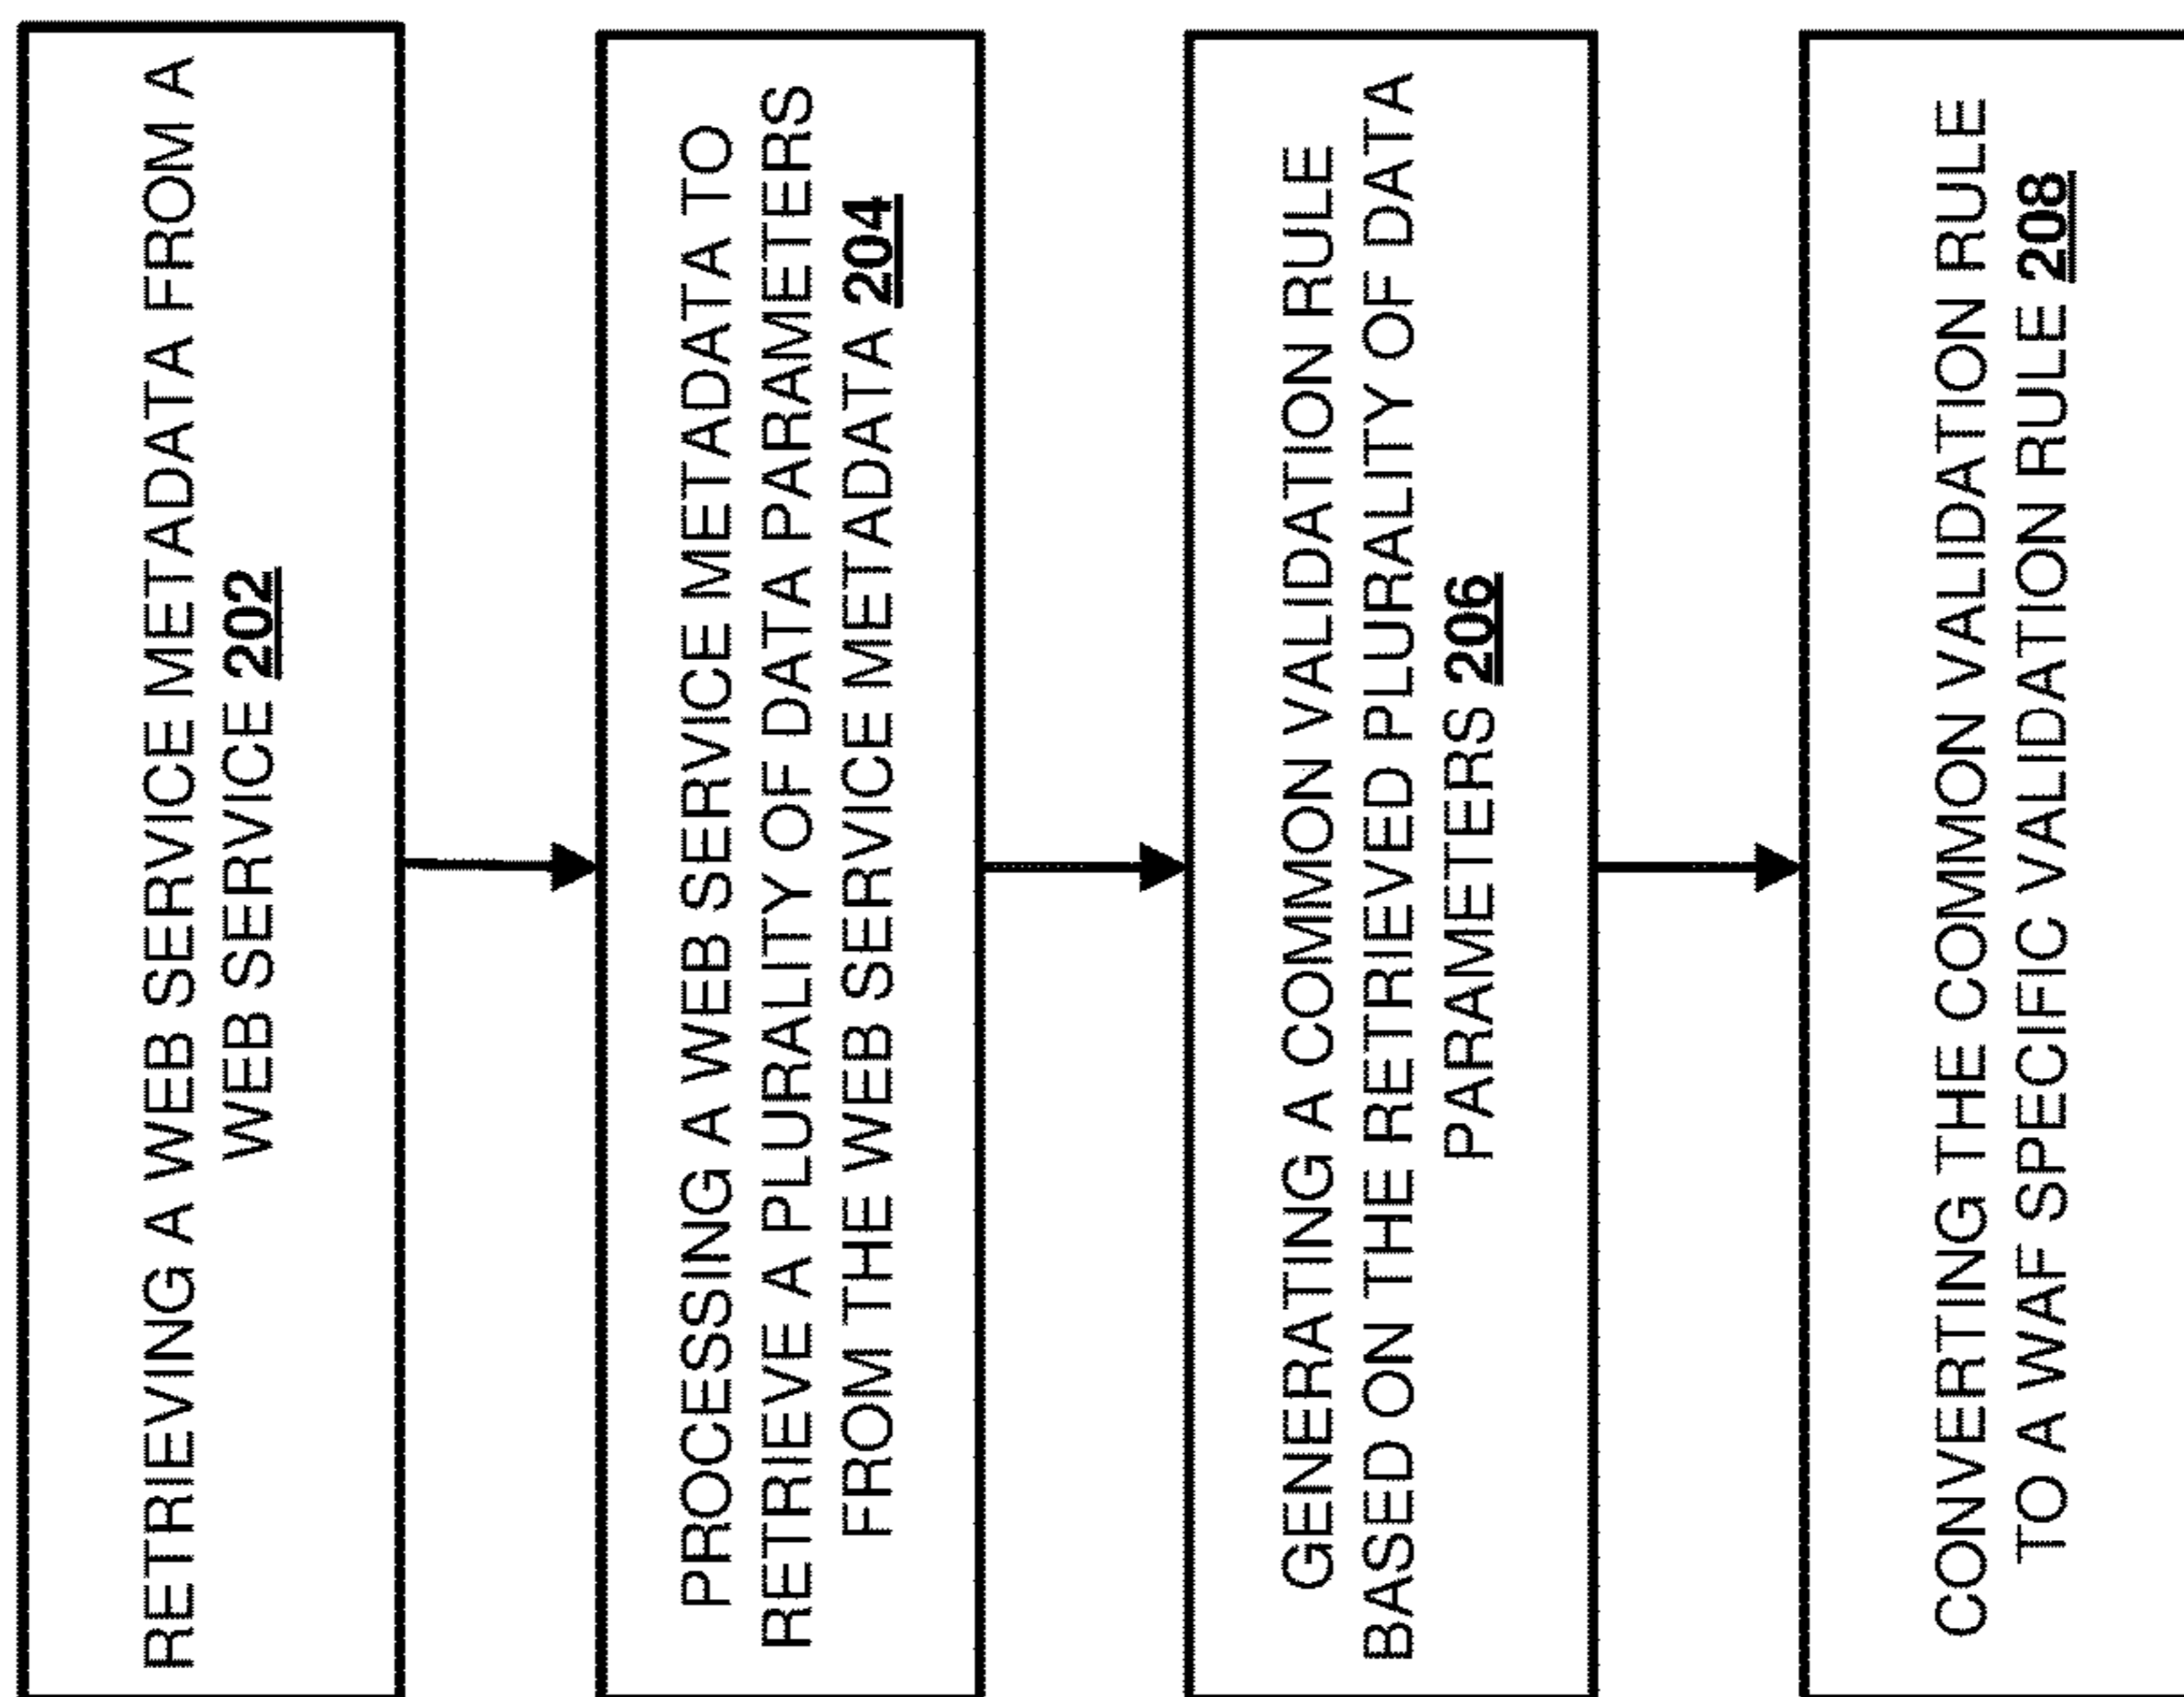 RETRIEVING A WEB SERVICE METADATA FROM A
WEB SERVICE 202
PROCESSING A WEB SERVICE METADATA TO
RETRIEVE A PLURALITY OF DATA PARAMETERS
FROM THE WEB SERVICE METADATA 204
GENERATING A COMMON VALIDATION RULE
BASED ON THE RETRIEVED PLURALITY OF DATA
PARAMETERS 206
CONVERTING THE COMMON VALIDATION RULE
TO A WAF SPECIFIC VALIDATION RULE 208